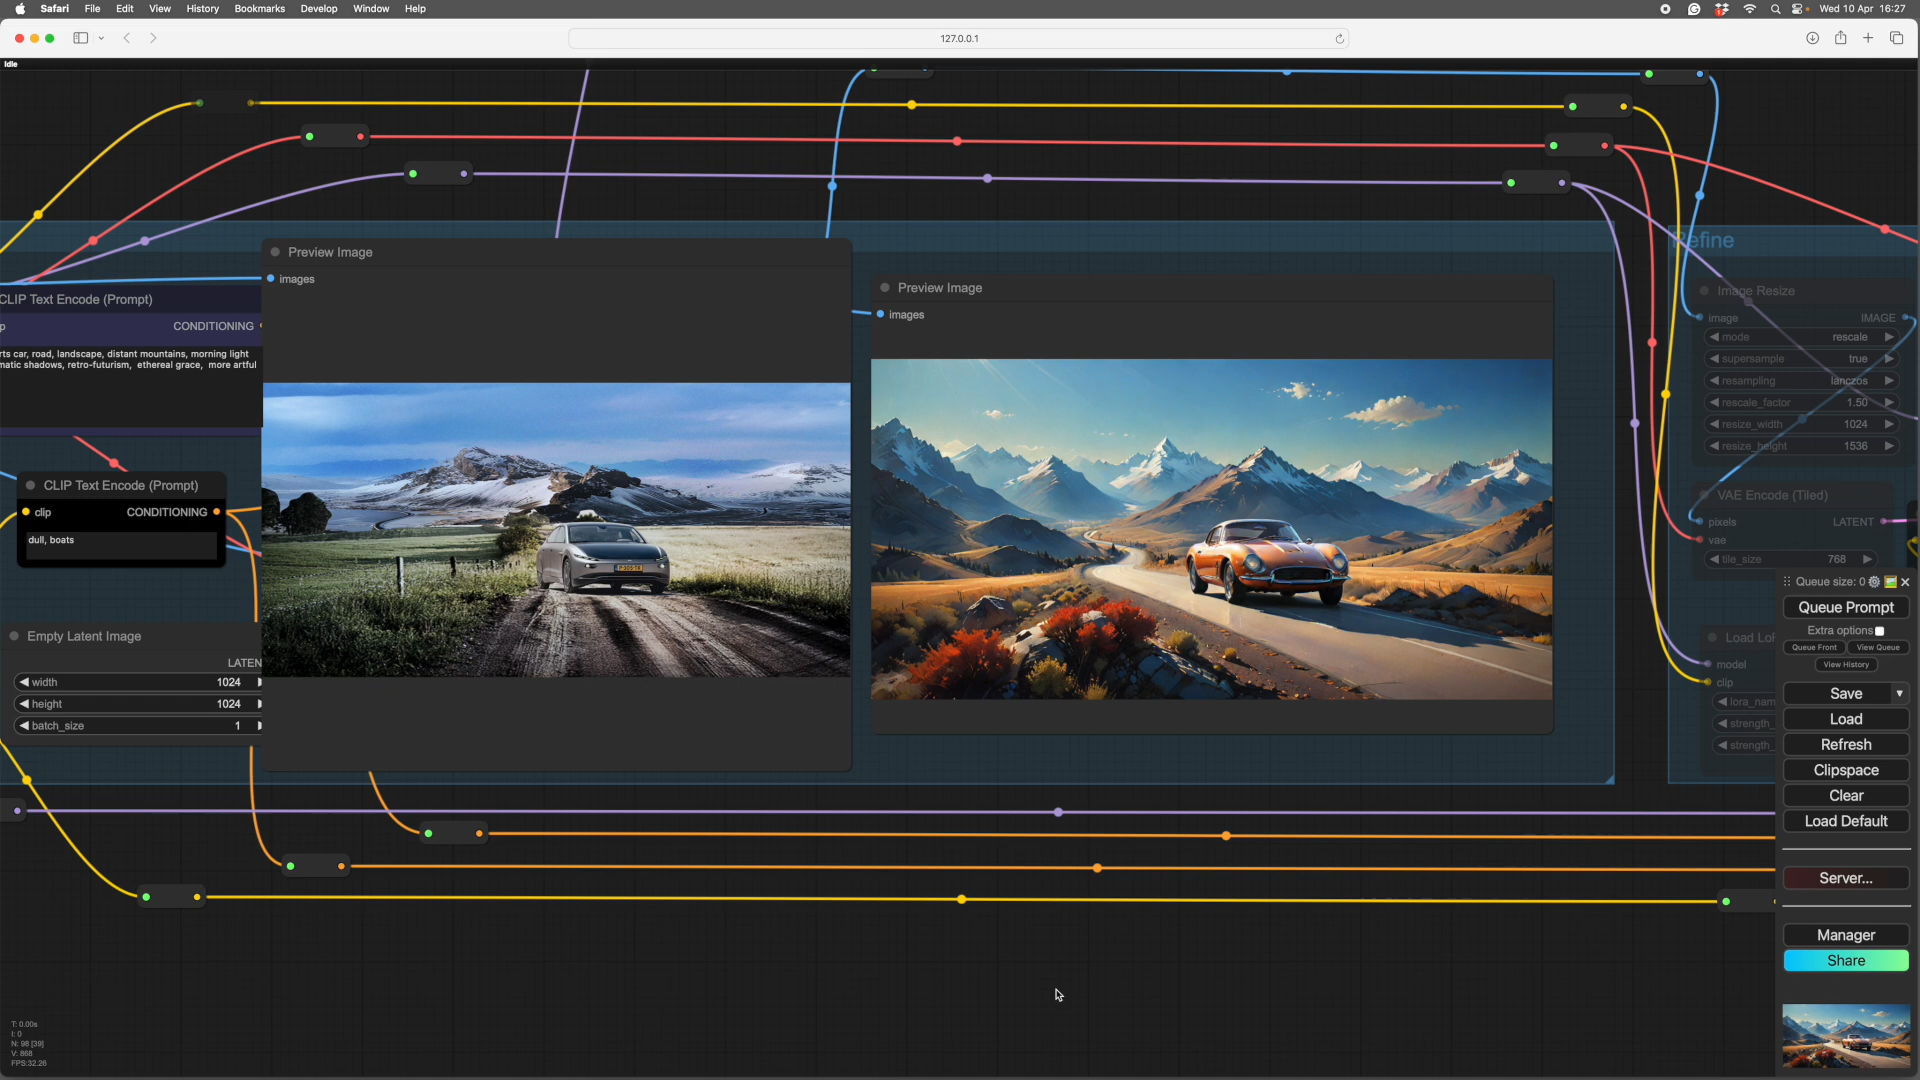 Safari File Edit View History Bookmarks Develop Window Help
Wed 10 Apr 16:27
127.0.0.1
Idle
Preview Image
images
Preview Image
images
CLIP Text Encode (Prompt)
CONDITIONING
rts car, road, landscape, distant mountains, morning light
matic shadows, retro-futurism, ethereal grace, more artful
CLIP Text Encode (Prompt)
clip CONDITIONING
dull, boats
Empty Latent Image
LATEN
width 1024
height 1024
batch_size 1
Refine
Image Resize
image IMAGE
mode rescale
supersample true
resampling lanczos
rescale_factor 1.50
resize_width 1024
resize_height 1536
VAE Encode (Tiled)
pixels LATENT
vae
tile_size 768
Load LoR
model
clip
lora_nam
strength_
strength_
Queue size: 0
Queue Prompt
Extra options
Queue Front View Queue
View History
Save
Load
Refresh
Clipspace
Clear
Load Default
Server...
Manager
Share
T: 0.00s
I: 0
N: 98 [39]
V: 868
FPS:32.26